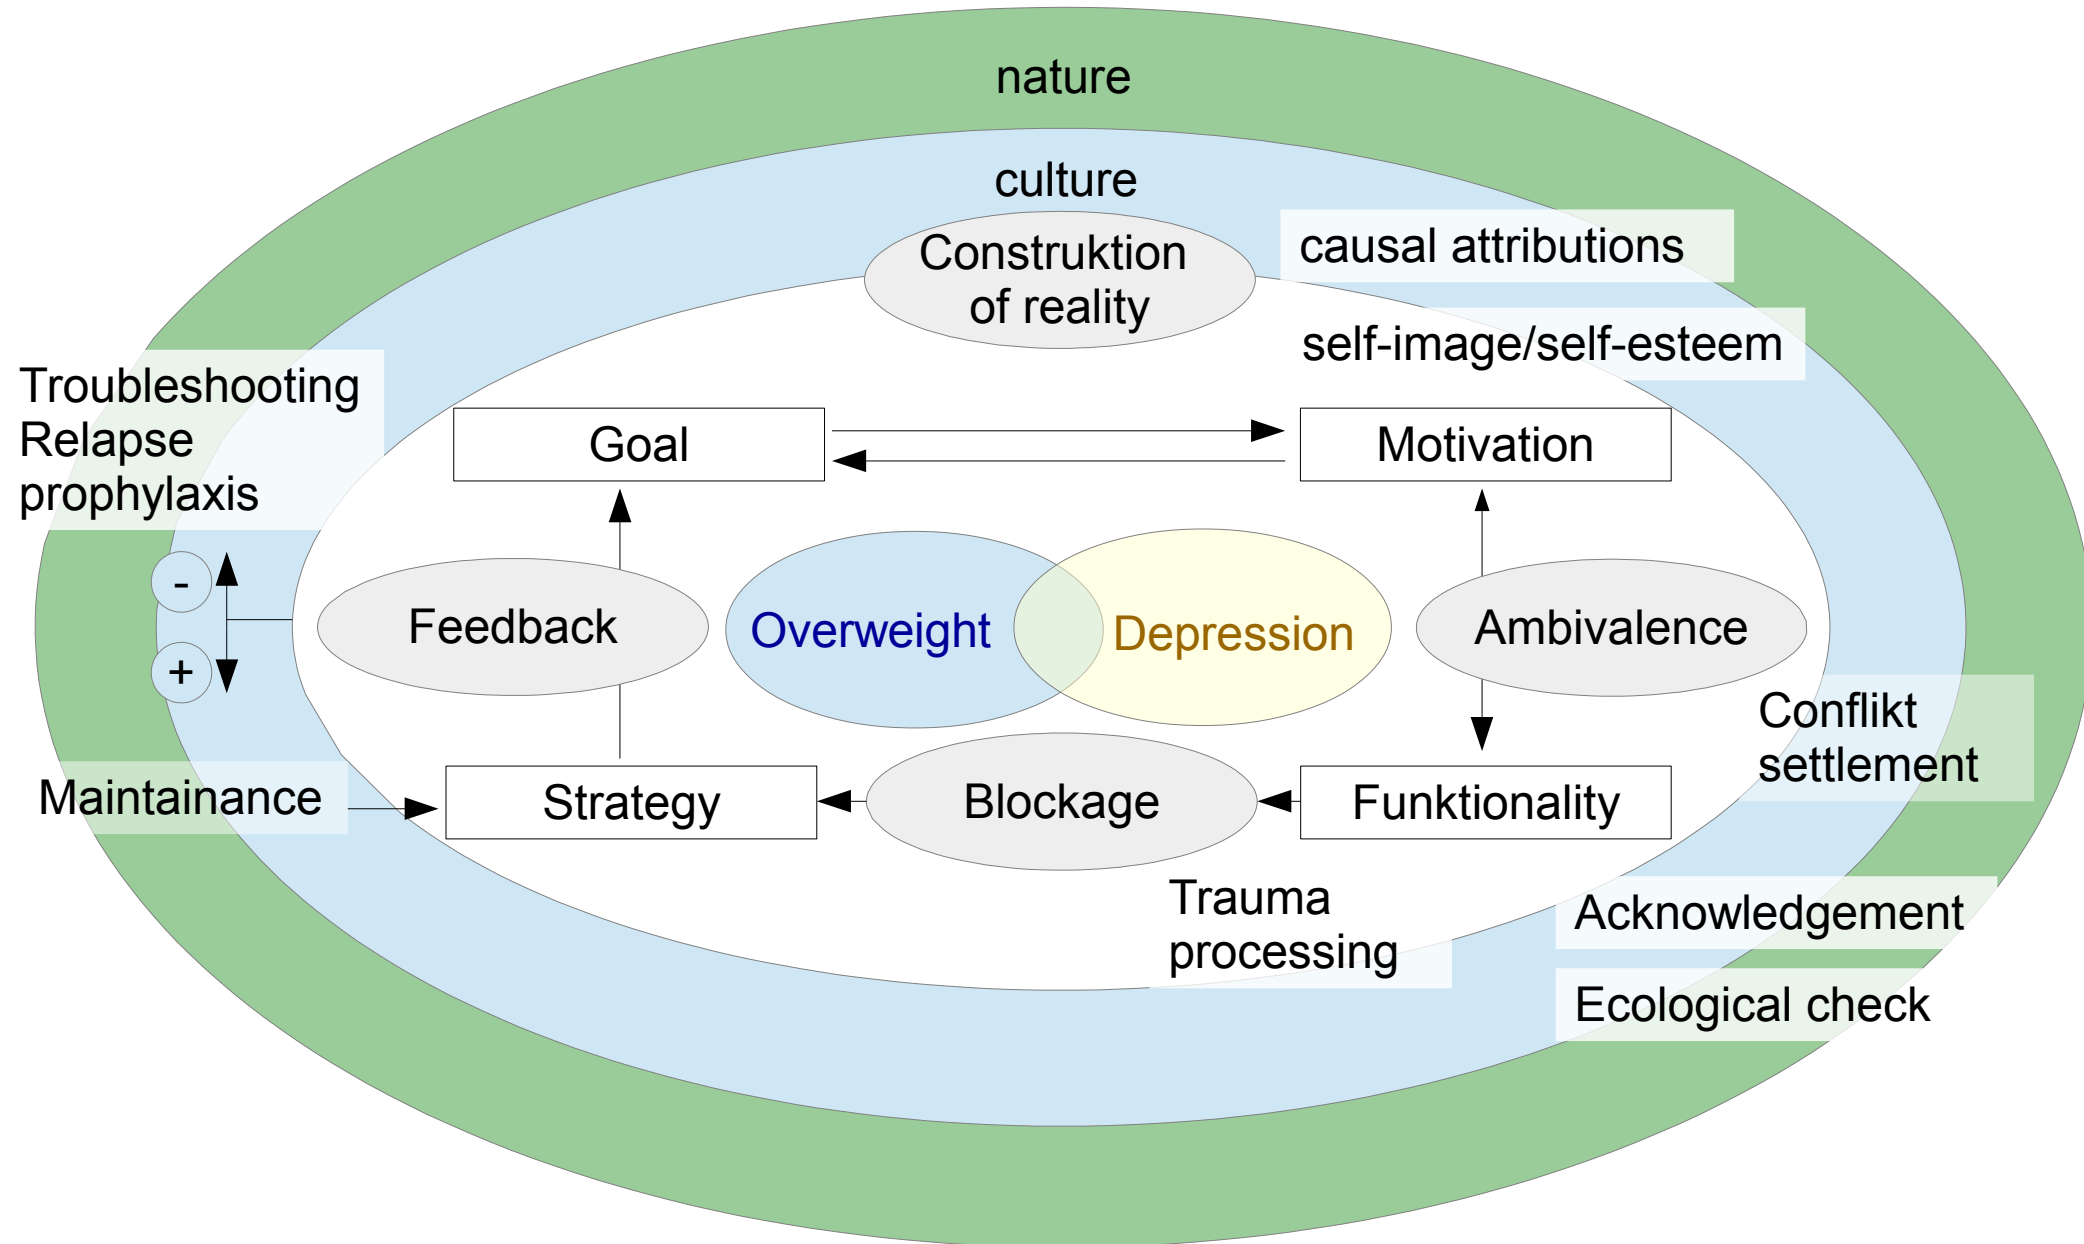 nature
culture
Construktion
of reality
causal attributions
self-image/self-esteem
Troubleshooting
Relapse
prophylaxis
Goal
Motivation
-
+
Feedback
Overweight
Depression
Ambivalence
Conflikt
settlement
Maintainance
Strategy
Blockage
Funktionality
Trauma
processing
Acknowledgement
Ecological check